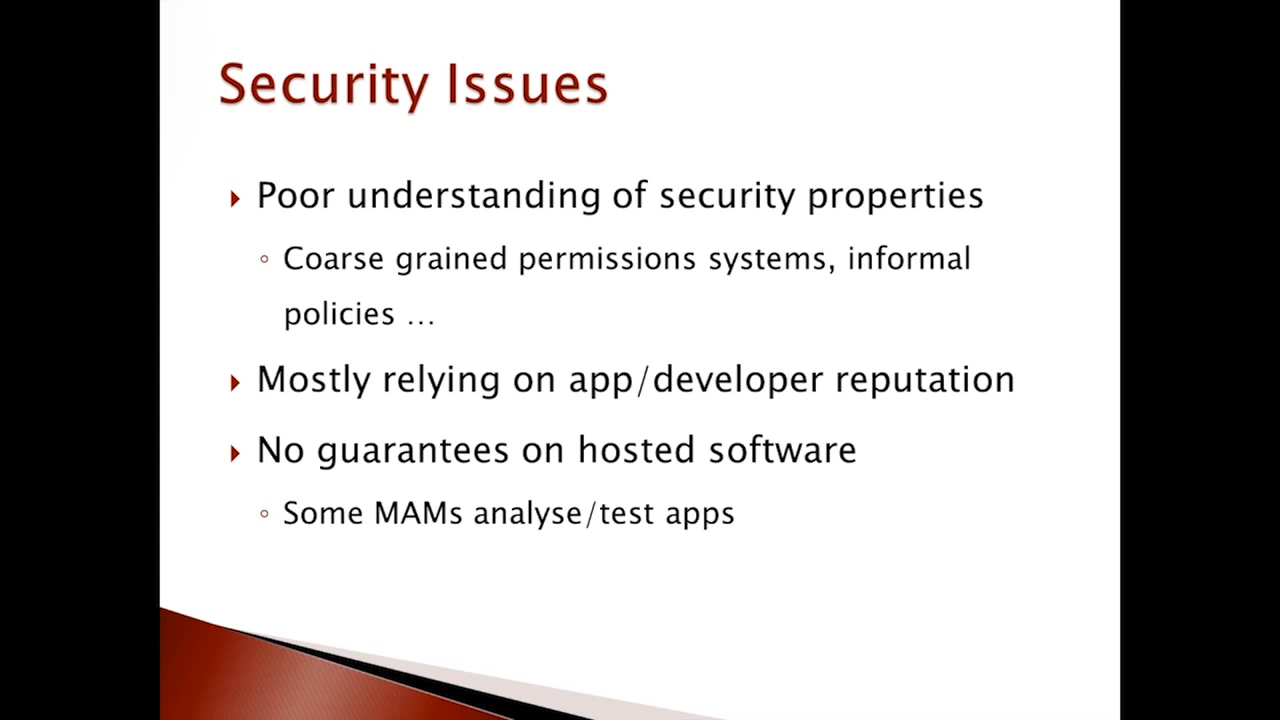 Security Issues
Poor understanding of security properties
Coarse grained permissions systems, informal
policies …
Mostly relying on app/developer reputation
No guarantees on hosted software
Some MAMs analyse/test apps